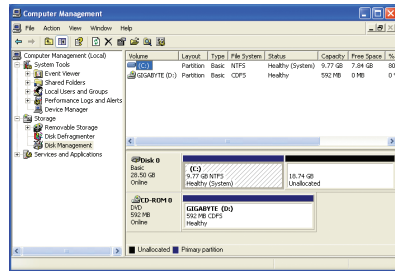 Computer Management
File Action View Window Help
Computer Management (Local)
System Tools
Event Viewer
Shared Folders
Local Users and Groups
Performance Logs and Alerts
Device Manager
Storage
Removable Storage
Disk Defragmenter
Disk Management
Services and Applications
Volume Layout Type File System Status Capacity Free Space %
(C:) Partition Basic NTFS Healthy (System) 9.77 GB 7.84 GB 80
GIGABYTE (D:) Partition Basic CDFS Healthy 592 MB 0 MB 0
Disk 0
Basic
28.50 GB
Online
(C:)
9.77 GB NTFS
Healthy (System)
18.74 GB
Unallocated
CD-ROM 0
DVD
592 MB
Online
GIGABYTE (D:)
592 MB CDFS
Healthy
Unallocated Primary partition